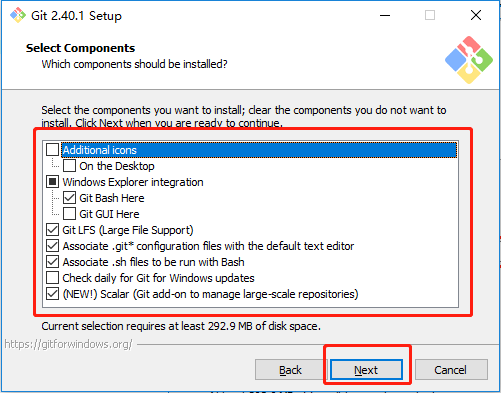 Git 2.40.1 Setup
Select Components
Which components should be installed?
Select the components you want to install; clear the components you do not want to
install. Click Next when you are ready to continue.
Additional icons
On the Desktop
Windows Explorer integration
Git Bash Here
Git GUI Here
Git LFS (Large File Support)
Associate .git* configuration files with the default text editor
Associate .sh files to be run with Bash
Check daily for Git for Windows updates
(NEW!) Scalar (Git add-on to manage large-scale repositories)
Current selection requires at least 292.9 MB of disk space.
https://gitforwindows.org/
Back
Next
Cancel